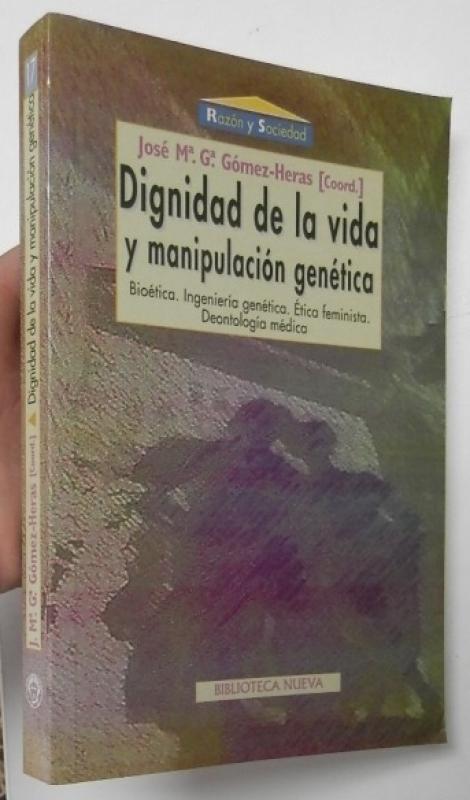 Razón y Sociedad
José Mª. Gª. Gómez-Heras [Coord.]
Dignidad de la vida
y manipulación genética
Bioética. Ingeniería genética. Ética feminista.
Deontología médica
BIBLIOTECA NUEVA
17
Dignidad de la vida y manipulación genética
J. Mª. Gª. Gómez-Heras [Coord.]